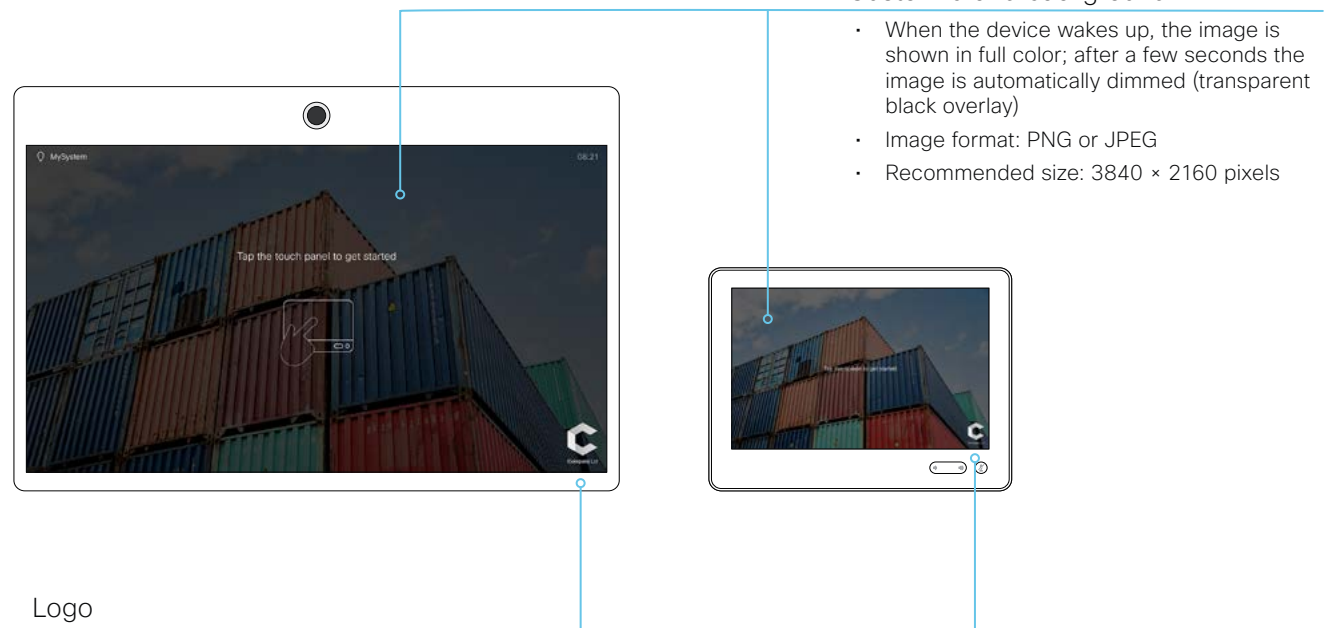 When the device wakes up, the image is
shown in full color; after a few seconds the
image is automatically dimmed (transparent
black overlay)
Image format: PNG or JPEG
Recommended size: 3840 × 2160 pixels
MySystem
08:21
Tap the touch panel to get started
Logo